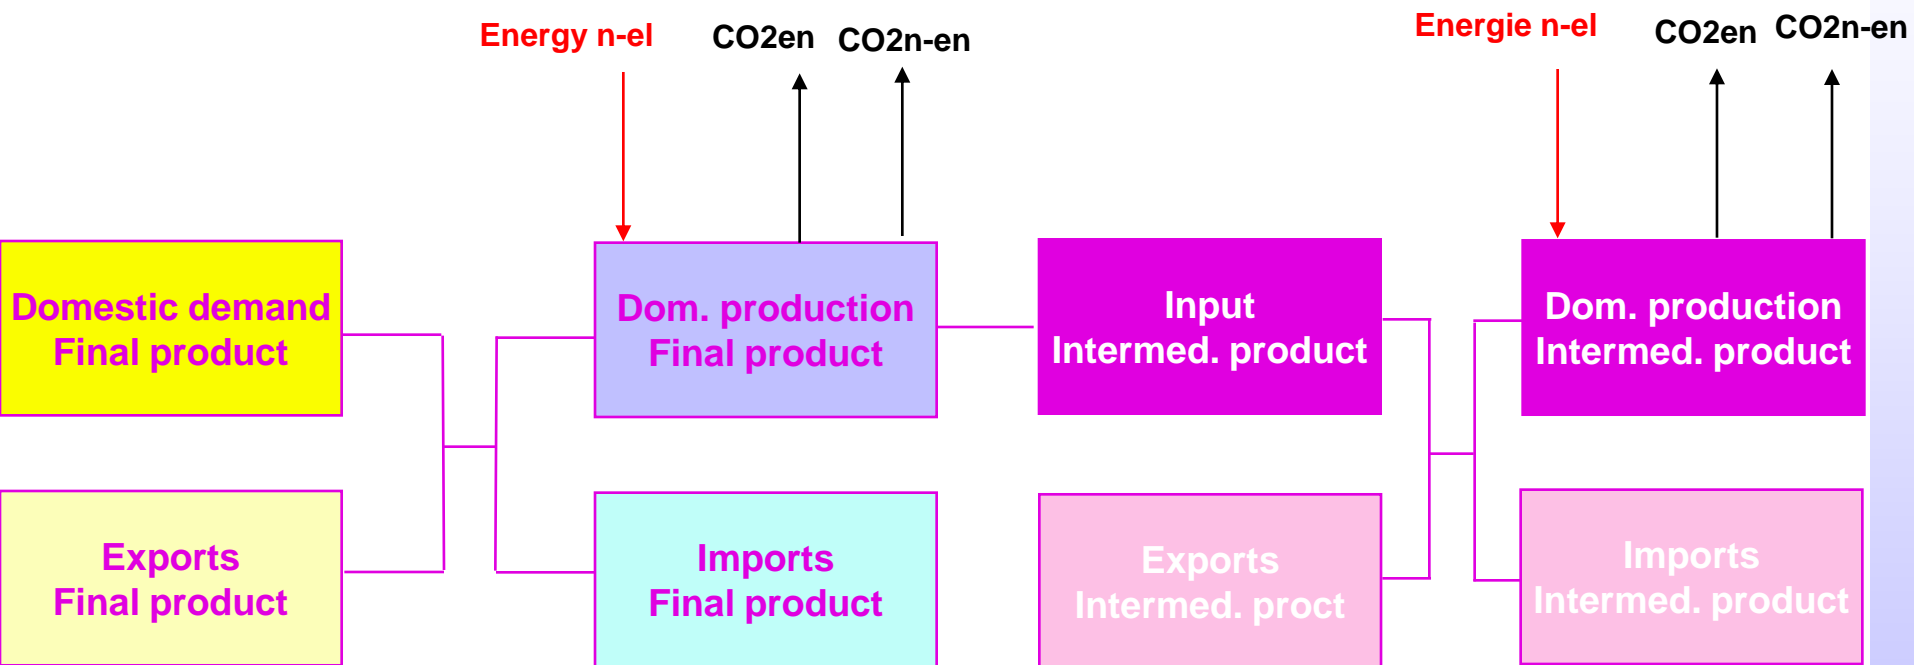 Energy n-el
CO2en
CO2n-en
Energie n-el
CO2en
CO2n-en
Domestic demand
Final product
Dom. production
Final product
Input
Intermed. product
Dom. production
Intermed. product
Exports
Final product
Imports
Final product
Exports
Intermed. proct
Imports
Intermed. product